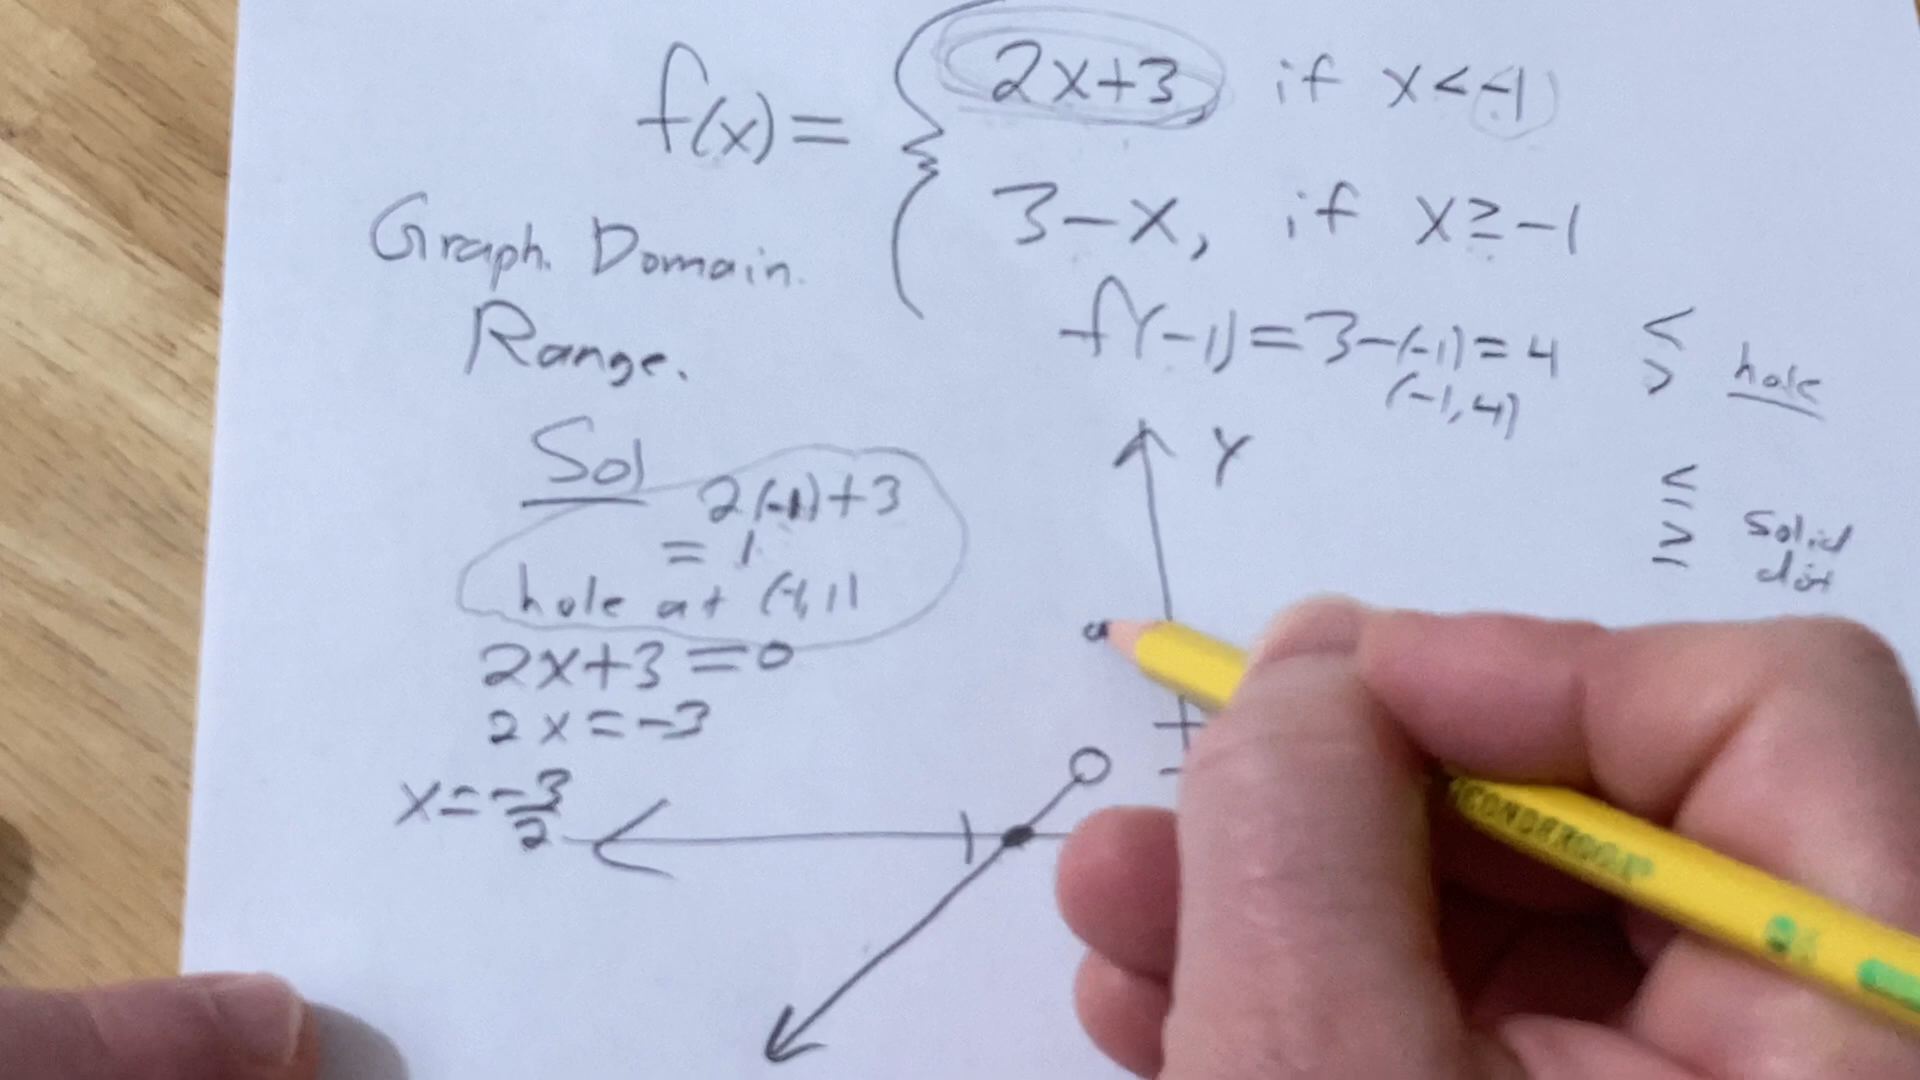 f(x) = { 2x+3 if x < -1
3-x, if x ≥ -1
Graph. Domain.
Range.
f(-1) = 3-(-1) = 4
(-1,4)
< > hole
≤ ≥ solid dot
Sol
2(-1)+3
= 1
hole at (-1,1)
2x+3=0
2x=-3
x=-3/2
Y